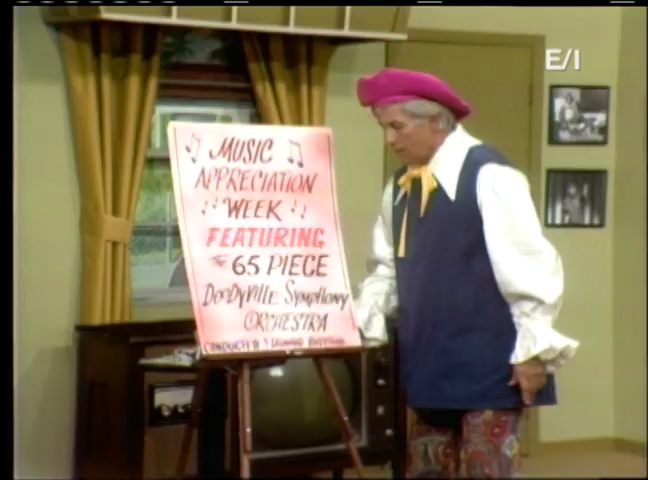 E/I
MUSIC
APPRECIATION
WEEK
FEATURING
THE 65 PIECE
DOODYVILLE SYMPHONY
ORCHESTRA